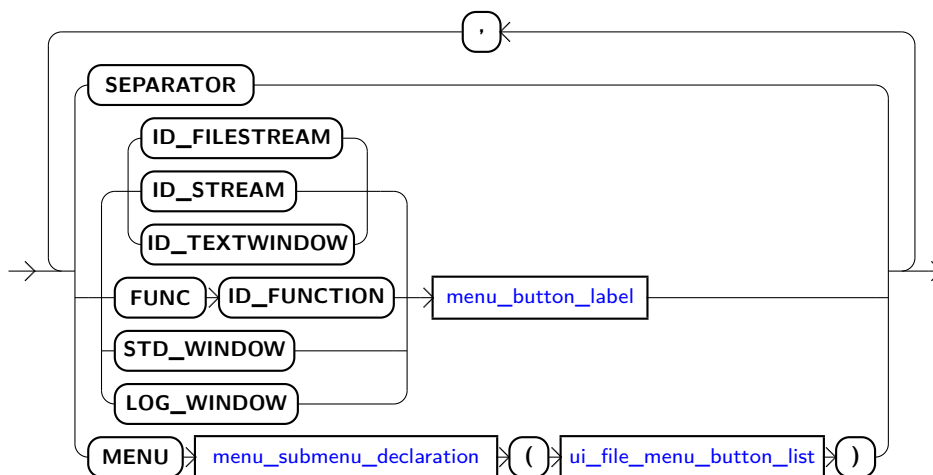 ,
SEPARATOR
ID_FILESTREAM
ID_STREAM
ID_TEXTWINDOW
FUNC ID_FUNCTION menu_button_label
STD_WINDOW
LOG_WINDOW
MENU menu_submenu_declaration ( ui_file_menu_button_list )